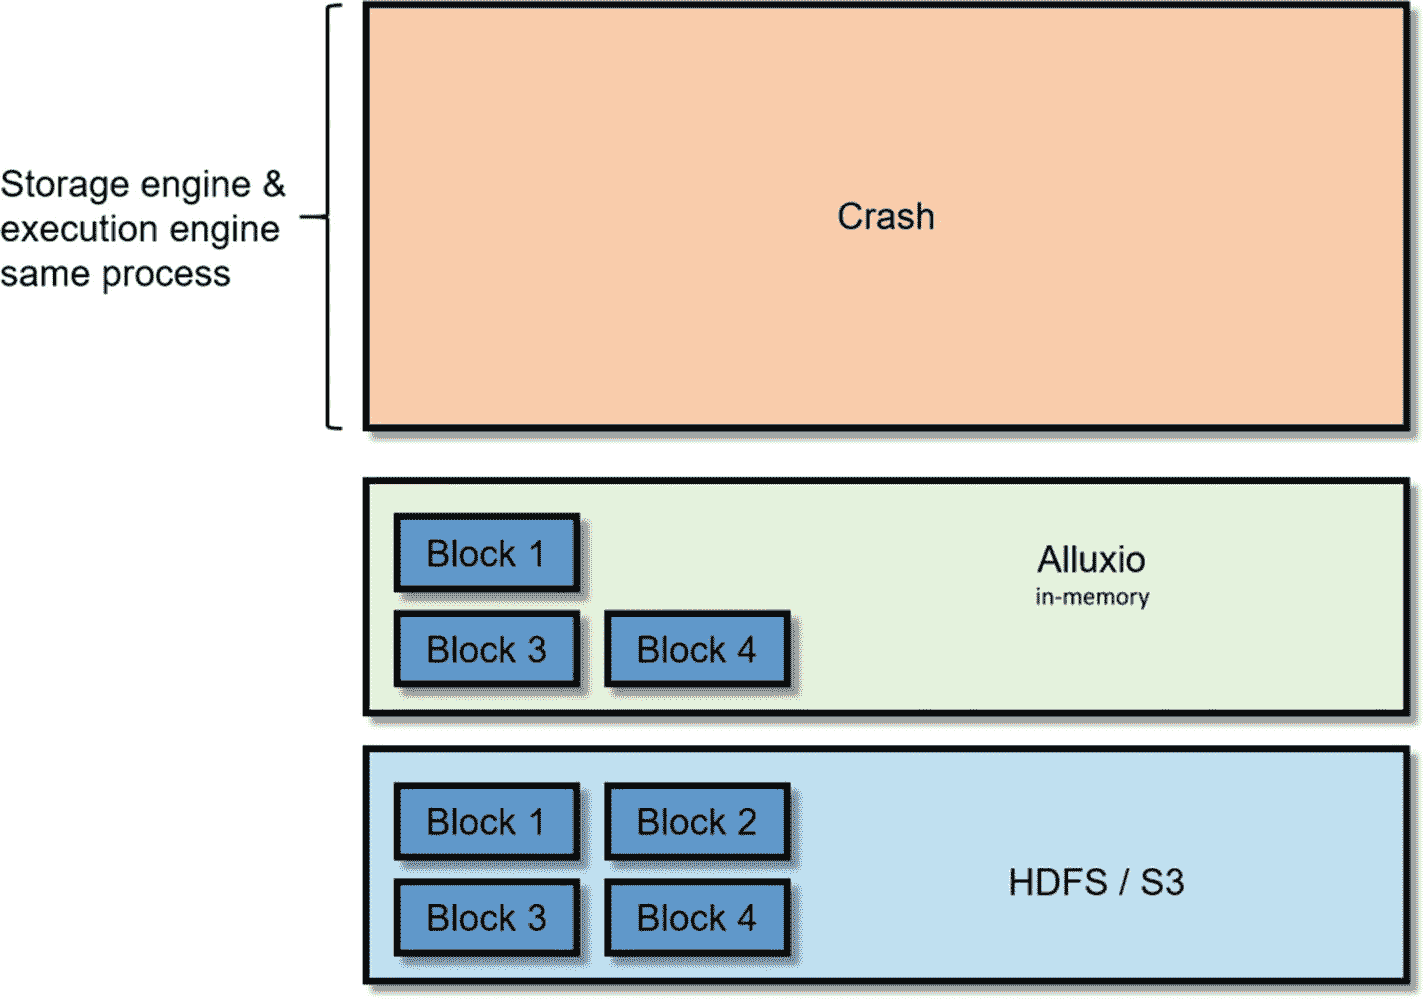 Storage engine &
execution engine
same process
Crash
Block 1
Alluxio
in-memory
Block 3
Block 4
Block 1
Block 2
Block 3
Block 4
HDFS / S3